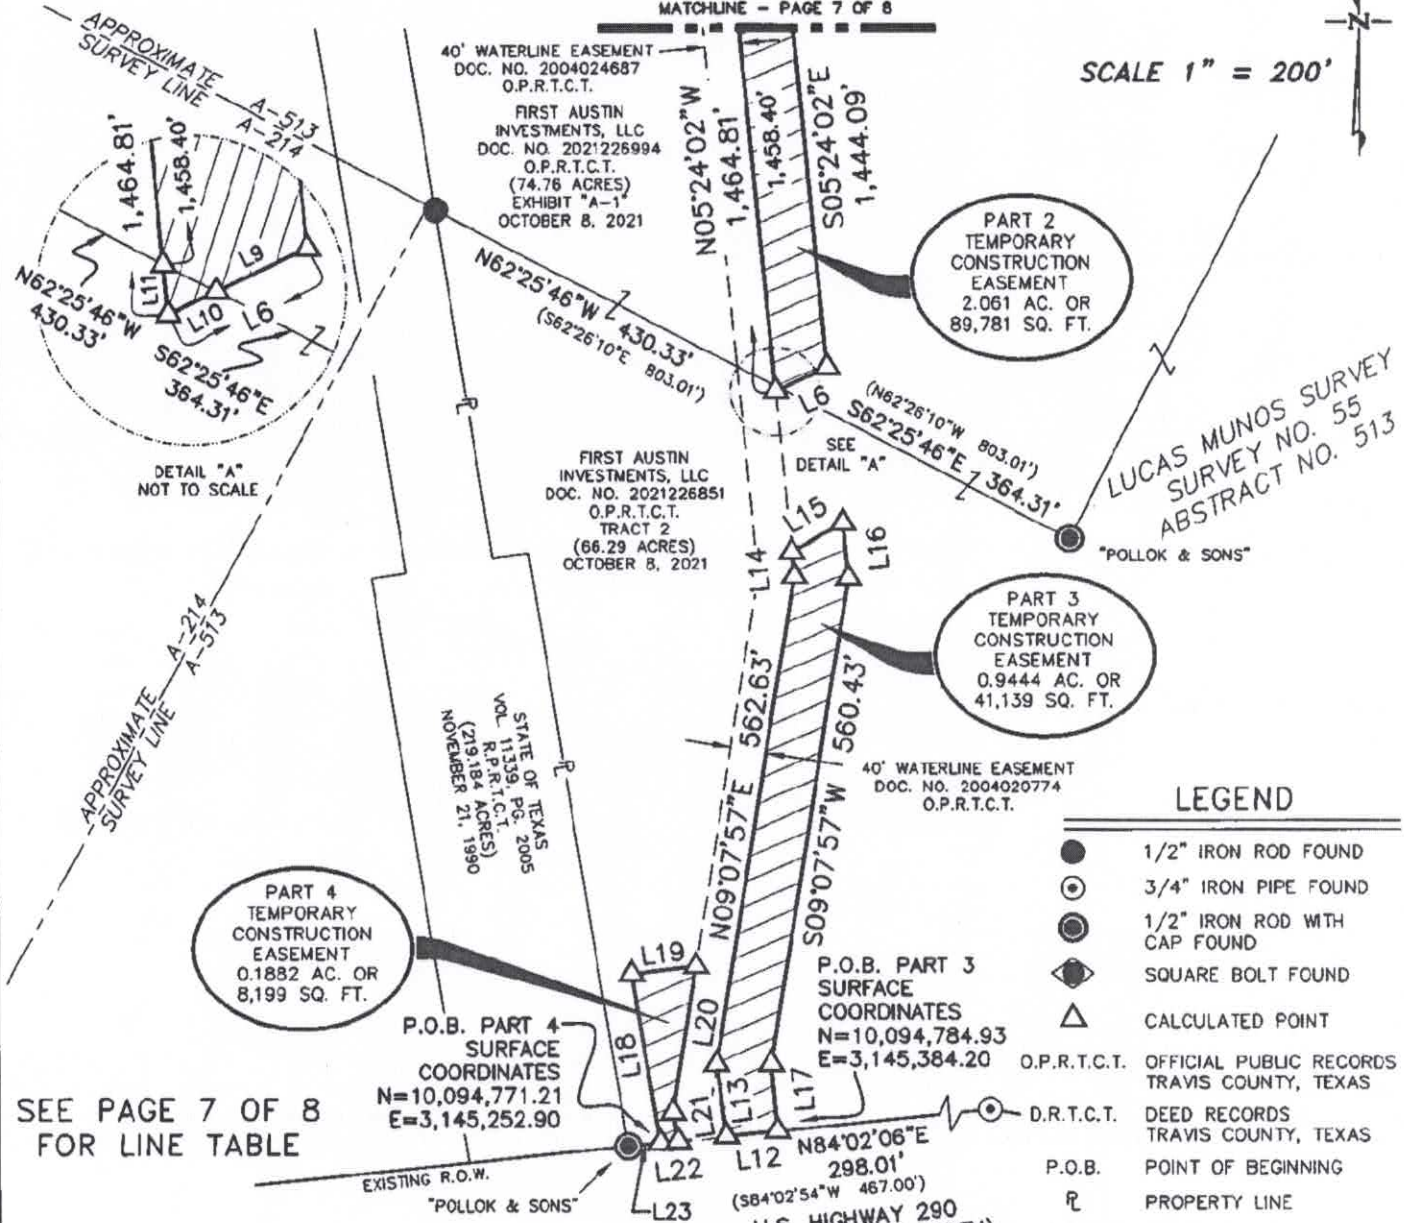 MATCHLINE - PAGE 7 OF 8
N
SCALE 1" = 200'
APPROXIMATE
SURVEY LINE
A-513
A-214
40' WATERLINE EASEMENT
DOC. NO. 2004024687
O.P.R.T.C.T.
FIRST AUSTIN
INVESTMENTS, LLC
DOC. NO. 2021226994
O.P.R.T.C.T.
(74.76 ACRES)
EXHIBIT "A-1"
OCTOBER 8, 2021
N05°24'02"W
1,464.81'
1,458.40'
S05°24'02"E
1,444.09'
PART 2
TEMPORARY
CONSTRUCTION
EASEMENT
2.061 AC. OR
89,781 SQ. FT.
1,464.81'
1,458.40'
L9
L11
L10
L6
N62°25'46"W
430.33'
S62°25'46"E
364.31'
DETAIL "A"
NOT TO SCALE
N62°25'46"W 430.33'
(S62°26'10"E 803.01')
L6
(N62°26'10"W 803.01')
S62°25'46"E 364.31'
SEE
DETAIL "A"
LUCAS MUNOS SURVEY
SURVEY NO. 55
ABSTRACT NO. 513
"POLLOK & SONS"
FIRST AUSTIN
INVESTMENTS, LLC
DOC. NO. 2021226851
O.P.R.T.C.T.
TRACT 2
(66.29 ACRES)
OCTOBER 8, 2021
L15
L16
L14
PART 3
TEMPORARY
CONSTRUCTION
EASEMENT
0.9444 AC. OR
41,139 SQ. FT.
A-214
A-513
APPROXIMATE
SURVEY LINE
STATE OF TEXAS
VOL. 11339, PG. 2005
R.P.R.T.C.T.
(219.184 ACRES)
NOVEMBER 21, 1990
N09°07'57"E 562.63'
S09°07'57"W 560.43'
40' WATERLINE EASEMENT
DOC. NO. 2004020774
O.P.R.T.C.T.
PART 4
TEMPORARY
CONSTRUCTION
EASEMENT
0.1882 AC. OR
8,199 SQ. FT.
L19
L18
L20
P.O.B. PART 4
SURFACE
COORDINATES
N=10,094,771.21
E=3,145,252.90
P.O.B. PART 3
SURFACE
COORDINATES
N=10,094,784.93
E=3,145,384.20
L21
L13
L17
L22
L12
L23
N84°02'06"E
298.01'
(S84°02'54"W 467.00')
U.S. HIGHWAY 290
EXISTING R.O.W.
"POLLOK & SONS"
SEE PAGE 7 OF 8
FOR LINE TABLE
LEGEND
1/2" IRON ROD FOUND
3/4" IRON PIPE FOUND
1/2" IRON ROD WITH
CAP FOUND
SQUARE BOLT FOUND
CALCULATED POINT
O.P.R.T.C.T. OFFICIAL PUBLIC RECORDS
TRAVIS COUNTY, TEXAS
D.R.T.C.T. DEED RECORDS
TRAVIS COUNTY, TEXAS
P.O.B. POINT OF BEGINNING
PL PROPERTY LINE